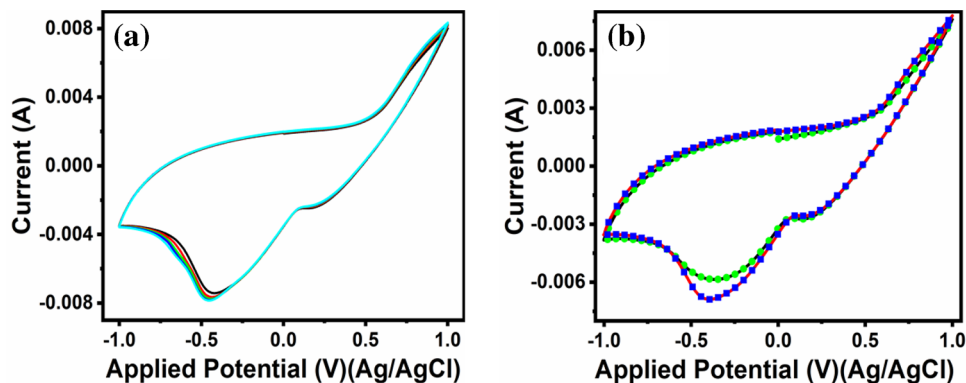 (a)
Current (A)
0.008
0.004
0.000
-0.004
-0.008
-1.0 -0.5 0.0 0.5 1.0
Applied Potential (V)(Ag/AgCl)
(b)
Current (A)
0.006
0.003
0.000
-0.003
-0.006
-1.0 -0.5 0.0 0.5 1.0
Applied Potential (V)(Ag/AgCl)